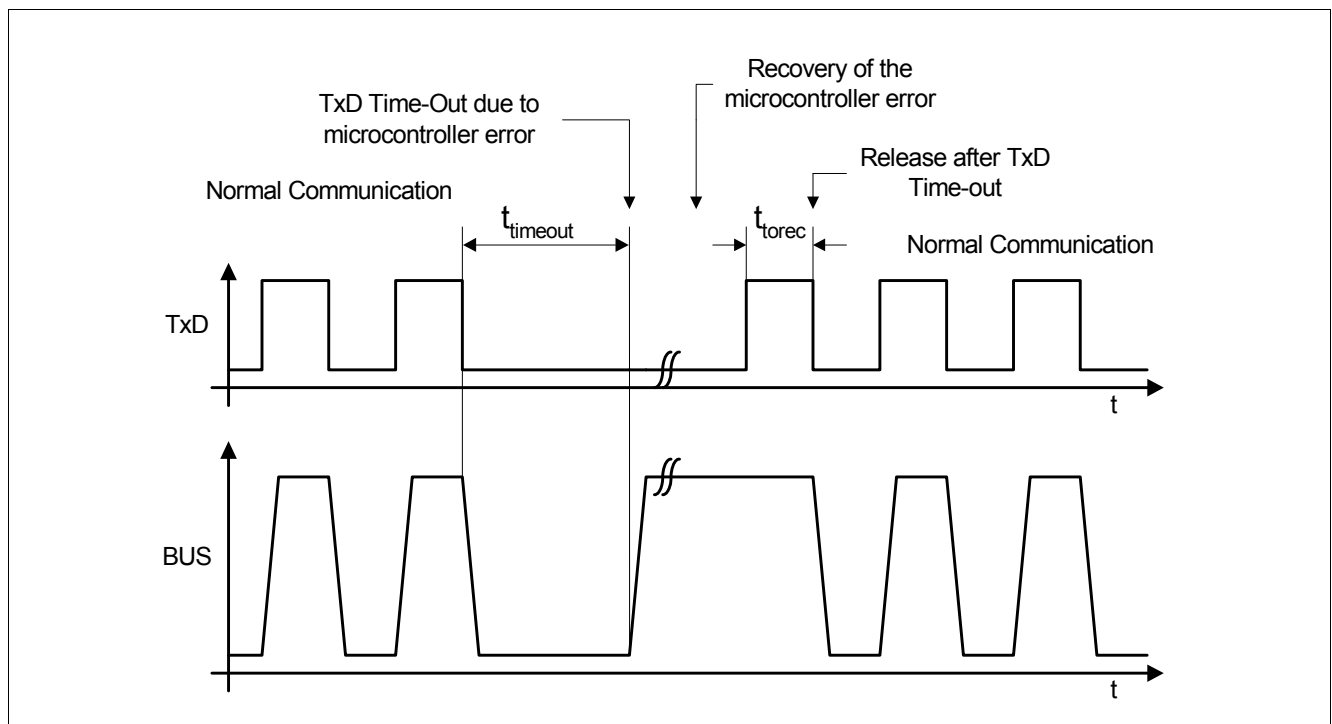 Recovery of the
microcontroller error
TxD Time-Out due to
microcontroller error
Release after TxD
Time-out
Normal Communication
ttimeout
ttorec
Normal Communication
TxD
t
BUS
t